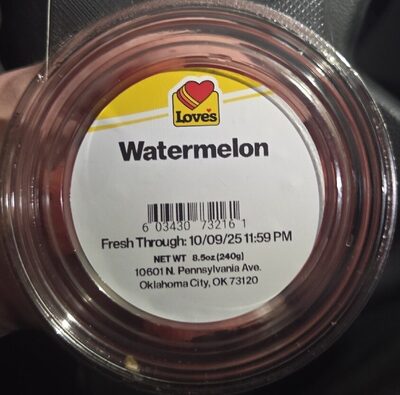 Love's
Watermelon
6 03430 73216 1
Fresh Through: 10/09/25 11:59 PM
NET WT 8.5oz (240g)
10601 N. Pennsylvania Ave.
Oklahoma City, OK 73120